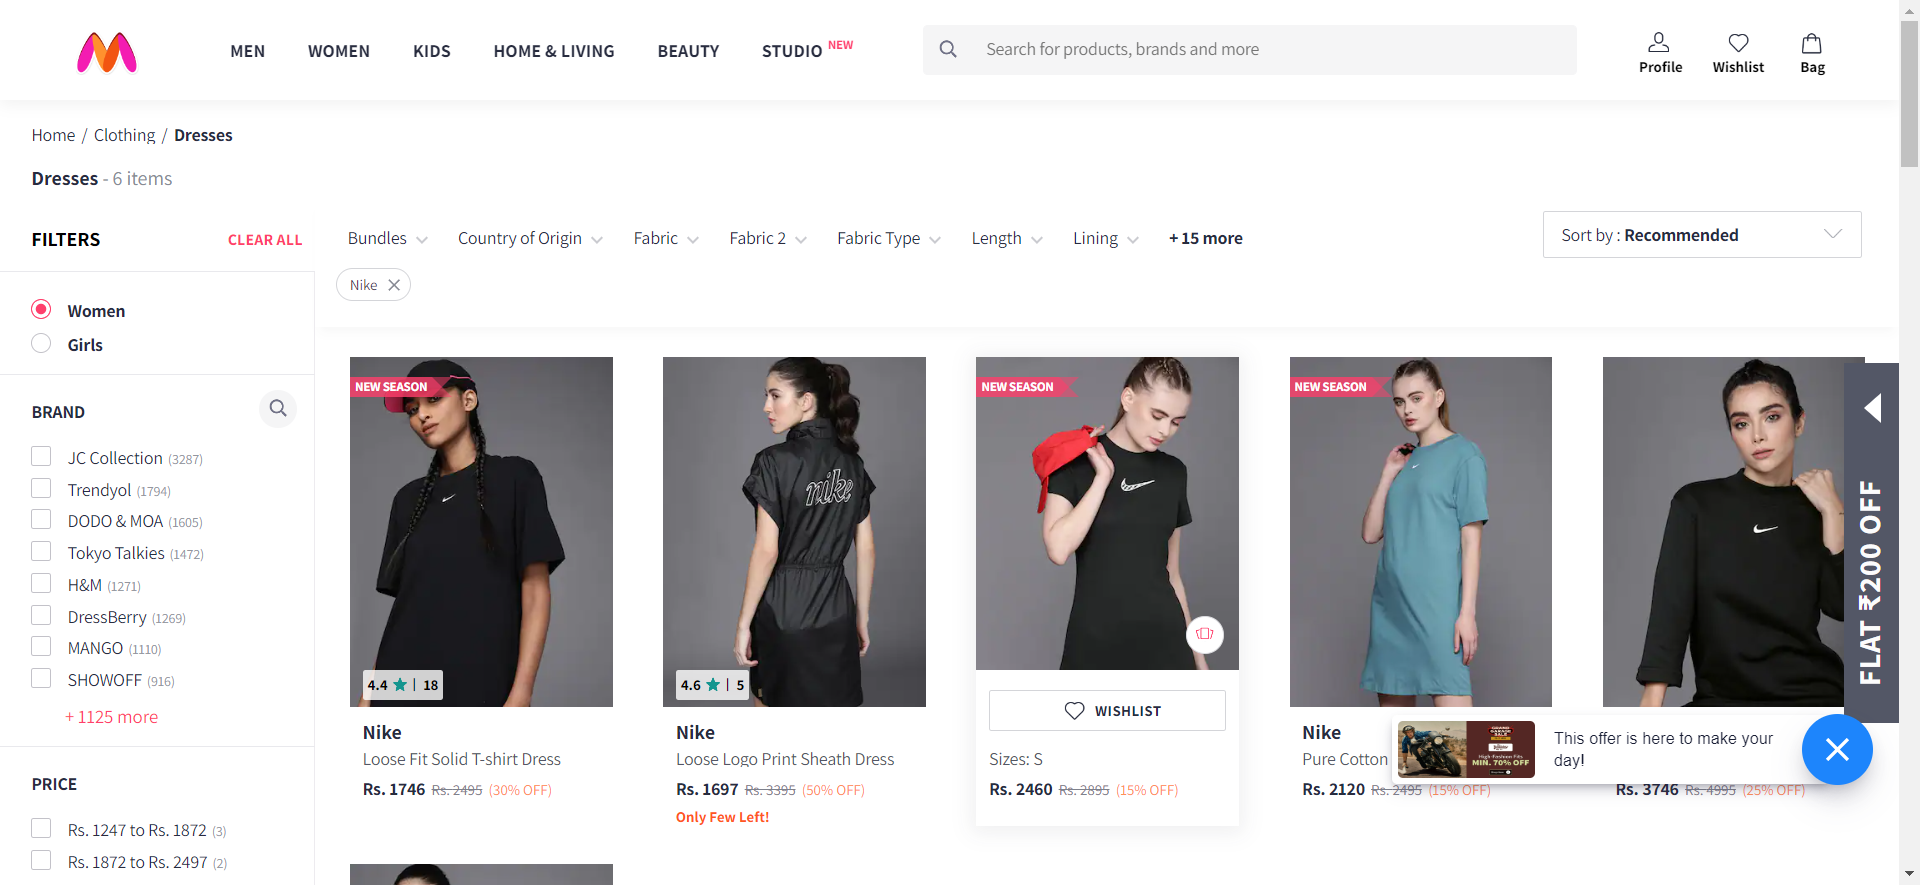 MEN WOMEN KIDS HOME & LIVING BEAUTY STUDIO NEW
Search for products, brands and more
Profile Wishlist Bag
Home / Clothing / Dresses
Dresses - 6 items
FILTERS CLEAR ALL
Bundles Country of Origin Fabric Fabric 2 Fabric Type Length Lining + 15 more
Sort by : Recommended
Nike
Women
Girls
BRAND
JC Collection (3287)
Trendyol (1794)
DODO & MOA (1605)
Tokyo Talkies (1472)
H&M (1271)
DressBerry (1269)
MANGO (1110)
SHOWOFF (916)
+ 1125 more
PRICE
Rs. 1247 to Rs. 1872 (3)
Rs. 1872 to Rs. 2497 (2)
NEW SEASON
4.4 | 18
Nike
Loose Fit Solid T-shirt Dress
Rs. 1746 Rs. 2495 (30% OFF)
nike
4.6 | 5
Nike
Loose Logo Print Sheath Dress
Rs. 1697 Rs. 3395 (50% OFF)
Only Few Left!
NEW SEASON
WISHLIST
Sizes: S
Rs. 2460 Rs. 2895 (15% OFF)
NEW SEASON
Nike
Pure Cotton
Rs. 2120 Rs. 2495 (15% OFF)
Rs. 3746 Rs. 4995 (25% OFF)
FLAT ₹200 OFF
MIN. 70% OFF
This offer is here to make your
day!